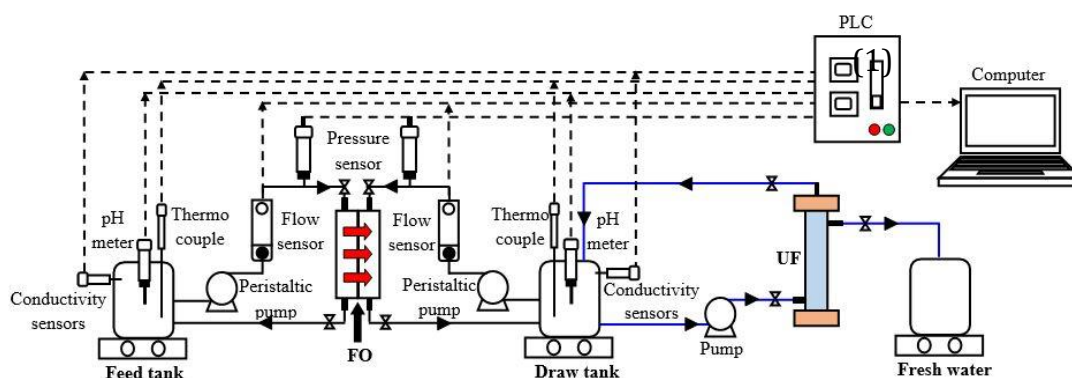 PLC
(1)
Computer
Pressure
sensor
pH
meter
Thermo
couple
Flow
sensor
Flow
sensor
Thermo
couple
pH
meter
UF
Conductivity
sensors
Peristaltic
pump
Peristaltic
pump
Conductivity
sensors
Pump
FO
Feed tank
Draw tank
Fresh water